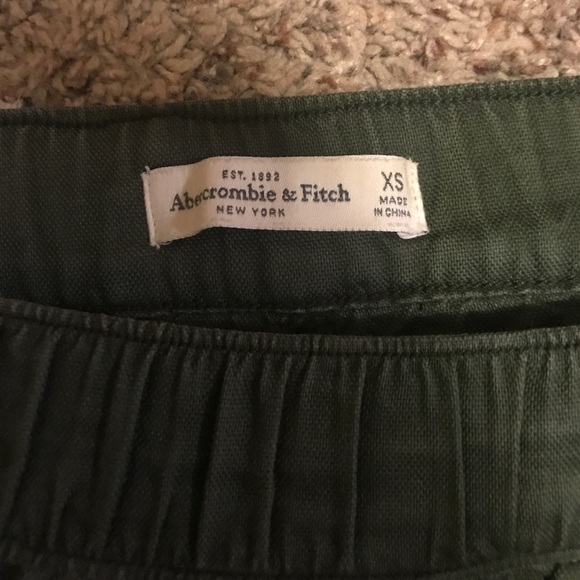 EST. 1892
Abercrombie & Fitch
NEW YORK
XS
MADE
IN CHINA